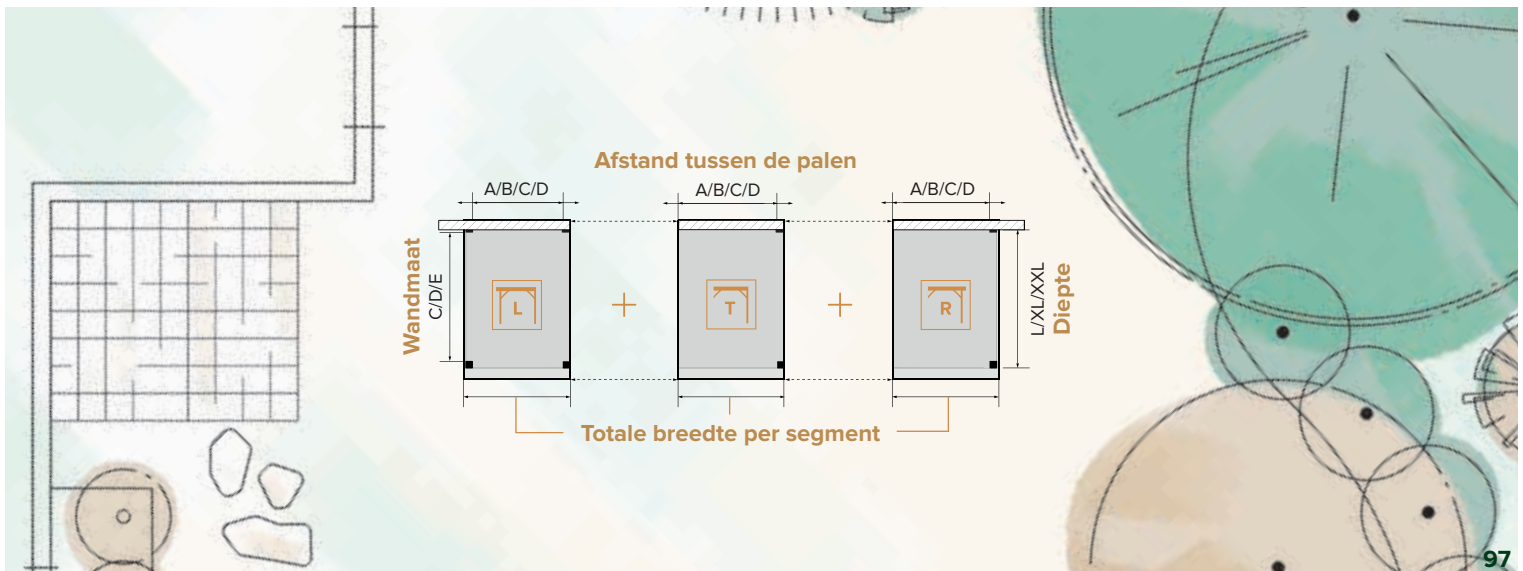 Afstand tussen de palen
A/B/C/D
A/B/C/D
A/B/C/D
Wandmaat
C/D/E
L
T
R
L/XL/XXL
Diepte
Totale breedte per segment
97